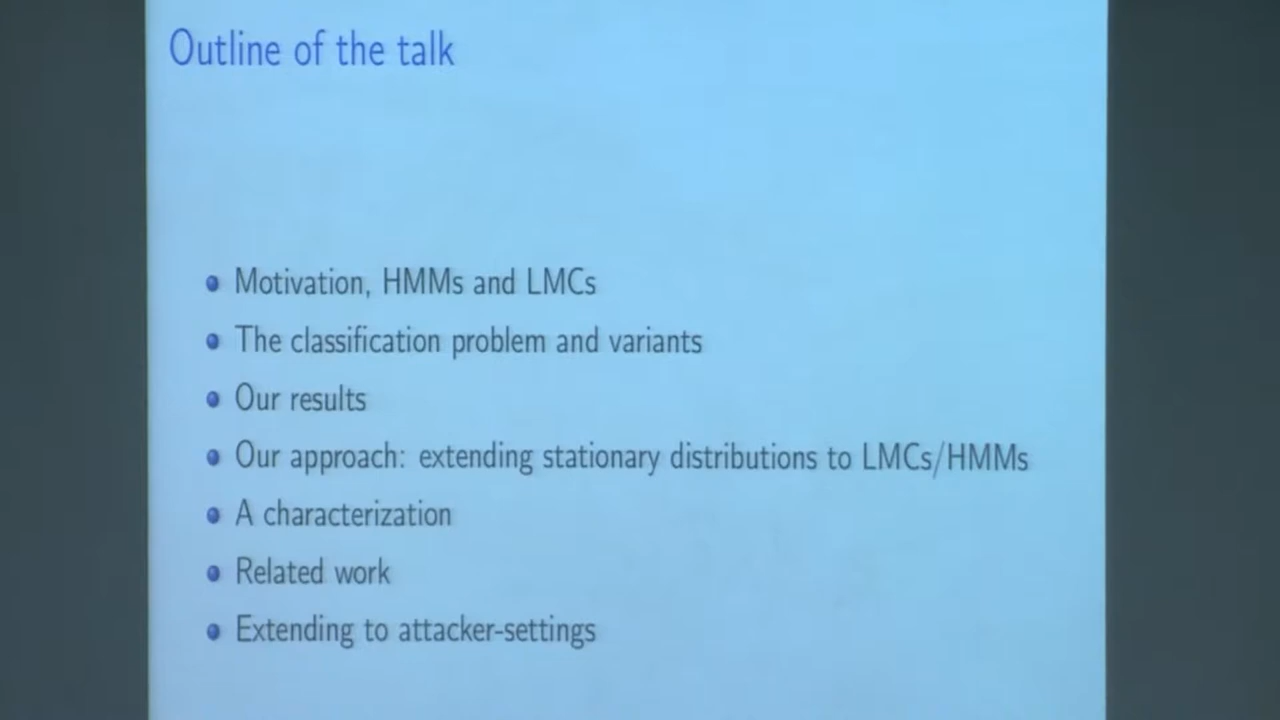 Outline of the talk
Motivation, HMMs and LMCs
The classification problem and variants
Our results
Our approach: extending stationary distributions to LMCs/HMMs
A characterization
Related work
Extending to attacker-settings